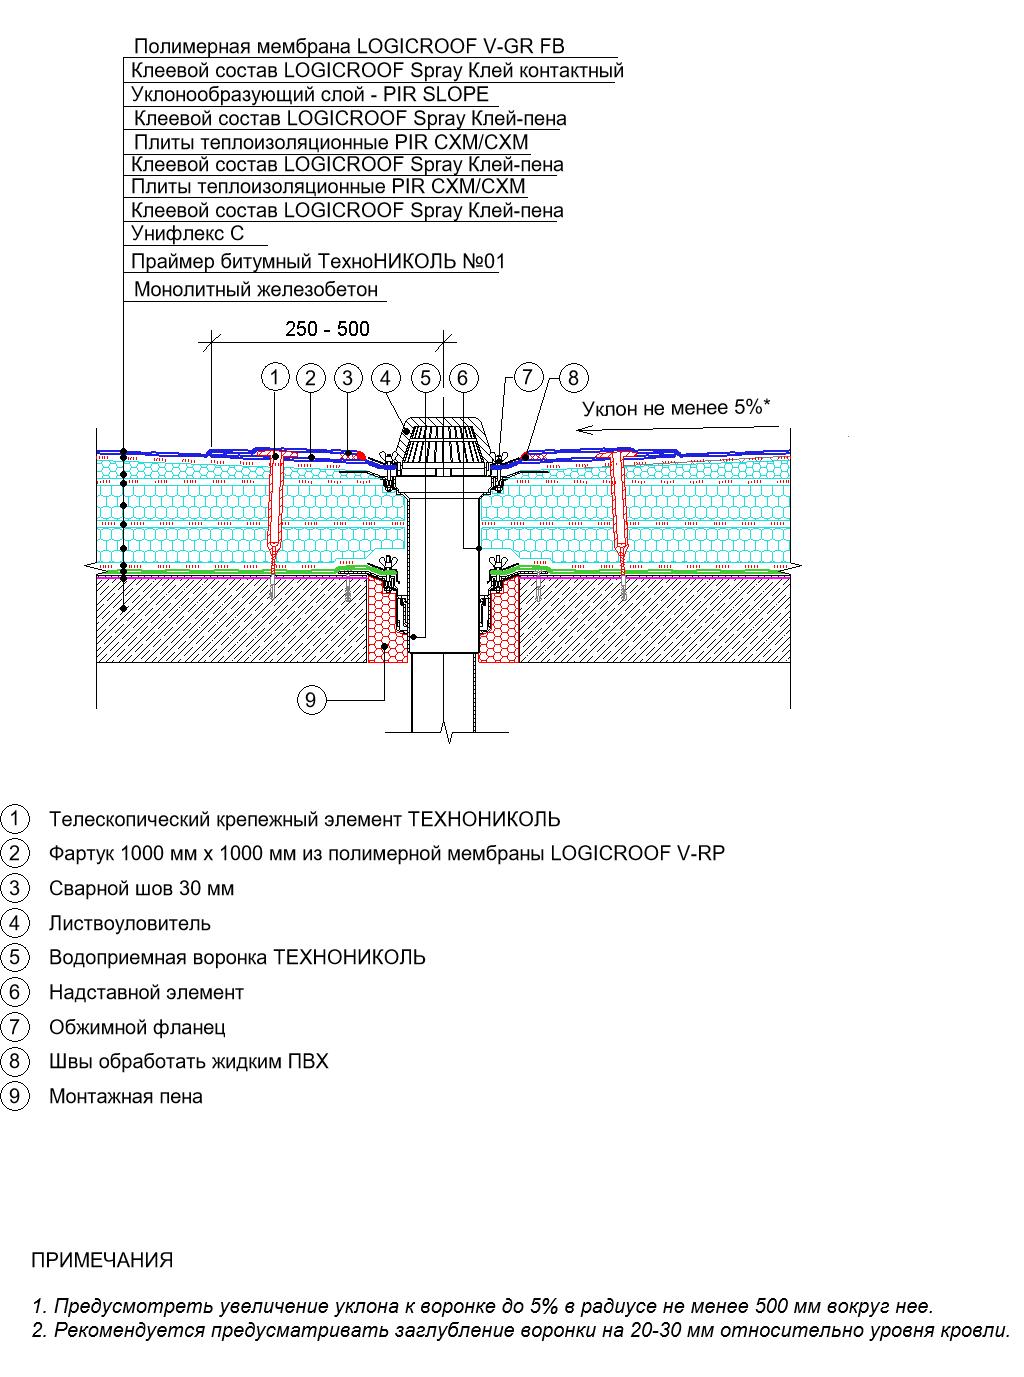 Полимерная мембрана LOGICROOF V-GR FB
Клеевой состав LOGICROOF Spray Клей контактный
Уклонообразующий слой - PIR SLOPE
Клеевой состав LOGICROOF Spray Клей-пена
Плиты теплоизоляционные PIR СХМ/СХМ
Клеевой состав LOGICROOF Spray Клей-пена
Плиты теплоизоляционные PIR СХМ/СХМ
Клеевой состав LOGICROOF Spray Клей-пена
Унифлекс С
Праймер битумный ТехноНИКОЛЬ №01
Монолитный железобетон
250 - 500
1 2 3 4 5 6 7 8
Уклон не менее 5%*
9
1 Телескопический крепежный элемент ТЕХНОНИКОЛЬ
2 Фартук 1000 мм х 1000 мм из полимерной мембраны LOGICROOF V-RP
3 Сварной шов 30 мм
4 Листвоуловитель
5 Водоприемная воронка ТЕХНОНИКОЛЬ
6 Надставной элемент
7 Обжимной фланец
8 Швы обработать жидким ПВХ
9 Монтажная пена
ПРИМЕЧАНИЯ
1. Предусмотреть увеличение уклона к воронке до 5% в радиусе не менее 500 мм вокруг нее.
2. Рекомендуется предусматривать заглубление воронки на 20-30 мм относительно уровня кровли.